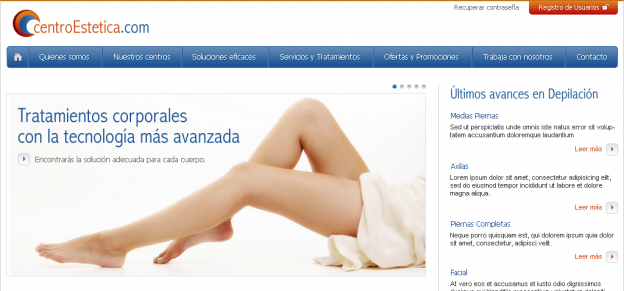 Recuperar contraseña
Registro de Usuarios
centroEstetica.com
Quienes somos
Nuestros centros
Soluciones eficaces
Servicios y Tratamientos
Ofertas y Promociones
Trabaja con nosotros
Contacto
Tratamientos corporales
con la tecnología más avanzada
Encontrarás la solución adecuada para cada cuerpo.
Últimos avances en Depilación
Medias Piernas
Sed ut perspiciatis unde omnis iste natus error sit volup-
tatem accusantium doloremque laudantium
Leer más
Axilas
Lorem ipsum dolor sit amet, consectetur adipisicing elit,
sed do eiusmod tempor incididunt ut labore et dolore
magna aliqua.
Leer más
Piernas Completas
Neque porro quisquam est, qui dolorem ipsum quia dolor
sit amet, consectetur, adipisci velit.
Leer más
Facial
At vero eos et accusamus et iusto odio dignissimos